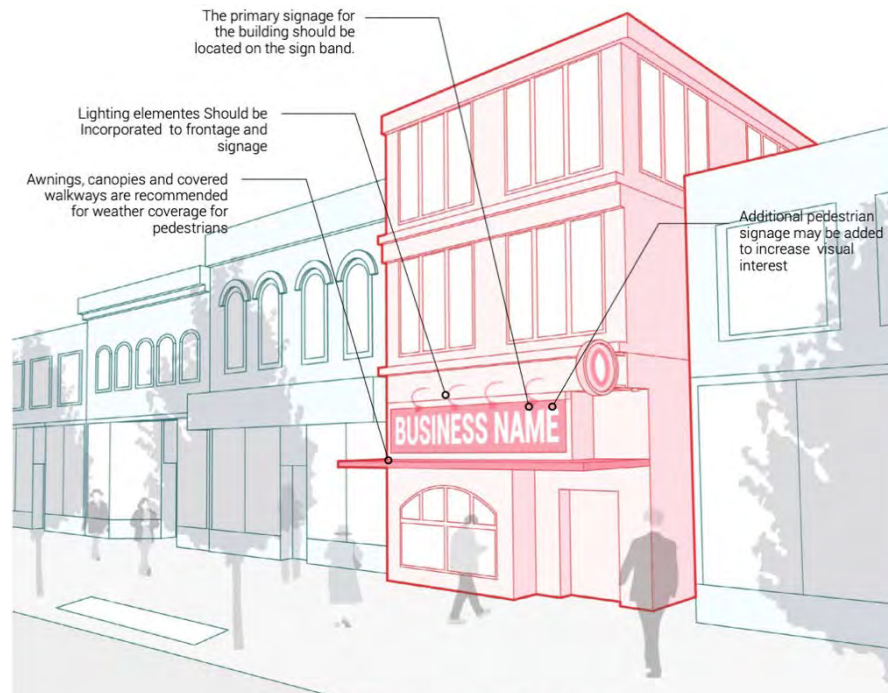 The primary signage for
the building should be
located on the sign band.
Lighting elementes Should be
Incorporated to frontage and
signage
Awnings, canopies and covered
walkways are recommended
for weather coverage for
pedestrians
Additional pedestrian
signage may be added
to increase visual
interest
BUSINESS NAME